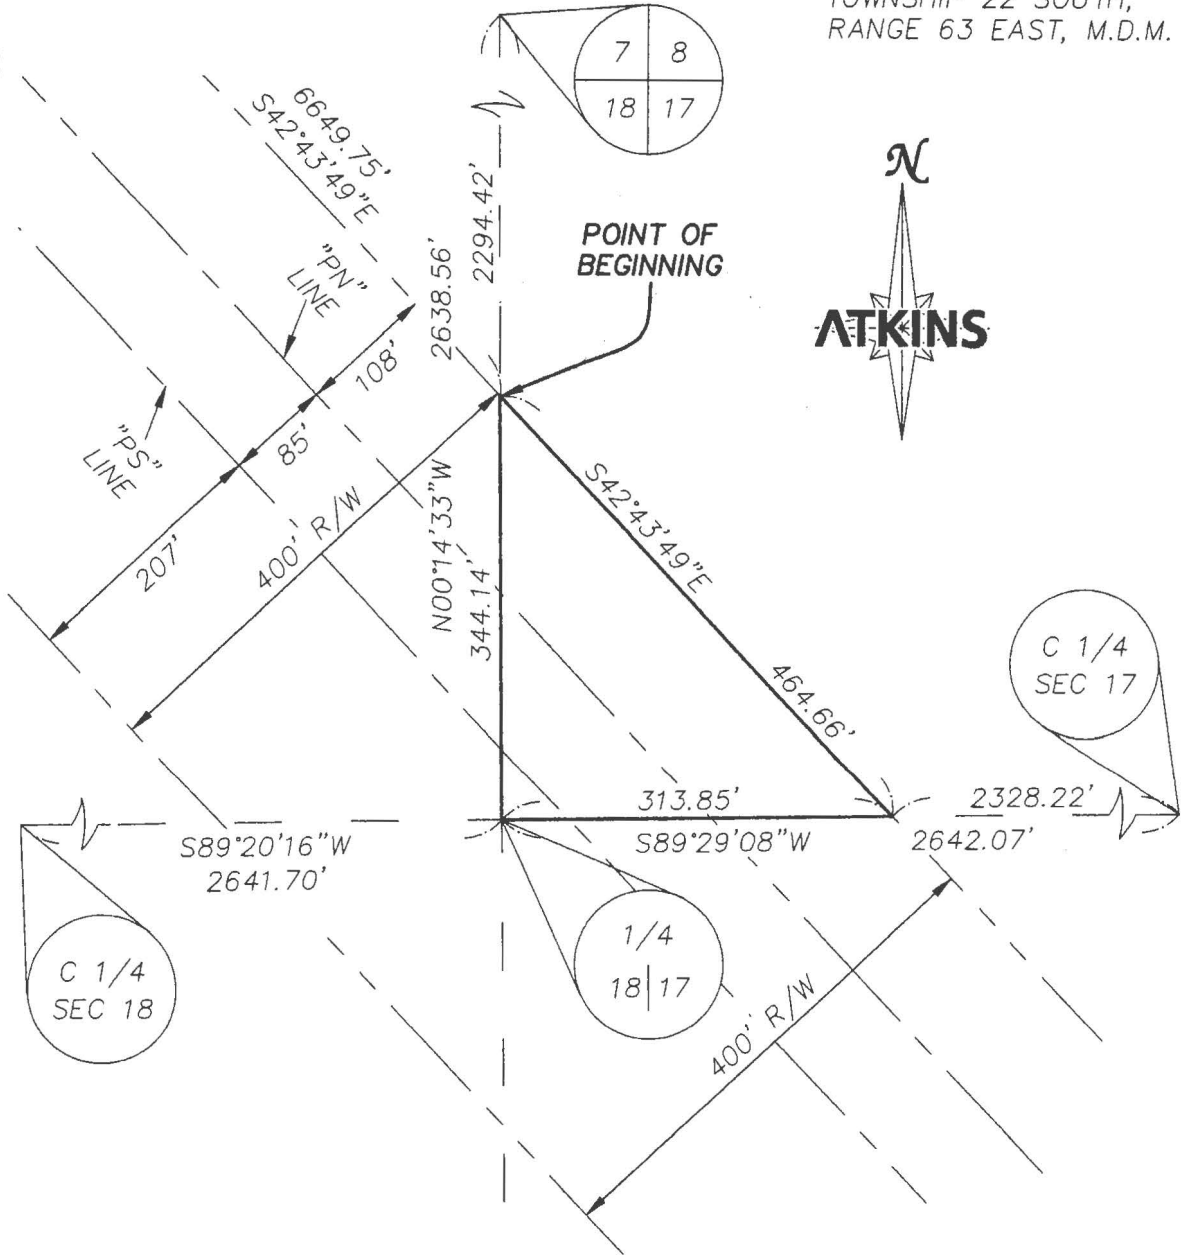 TOWNSHIP 22 SOUTH,
RANGE 63 EAST, M.D.M.
7 8
18 17
6649.75'
S42°43'49"E
N
2294.42'
2638.56'
POINT OF
BEGINNING
"PN"
LINE
ATKINS
108'
85'
"PS"
LINE
207'
400' R/W
N00°14'33"W
344.14'
S42°43'49"E
464.66'
C 1/4
SEC 17
313.85'
S89°29'08"W
2328.22'
2642.07'
S89°20'16"W
2641.70'
C 1/4
SEC 18
1/4
18 17
400' R/W